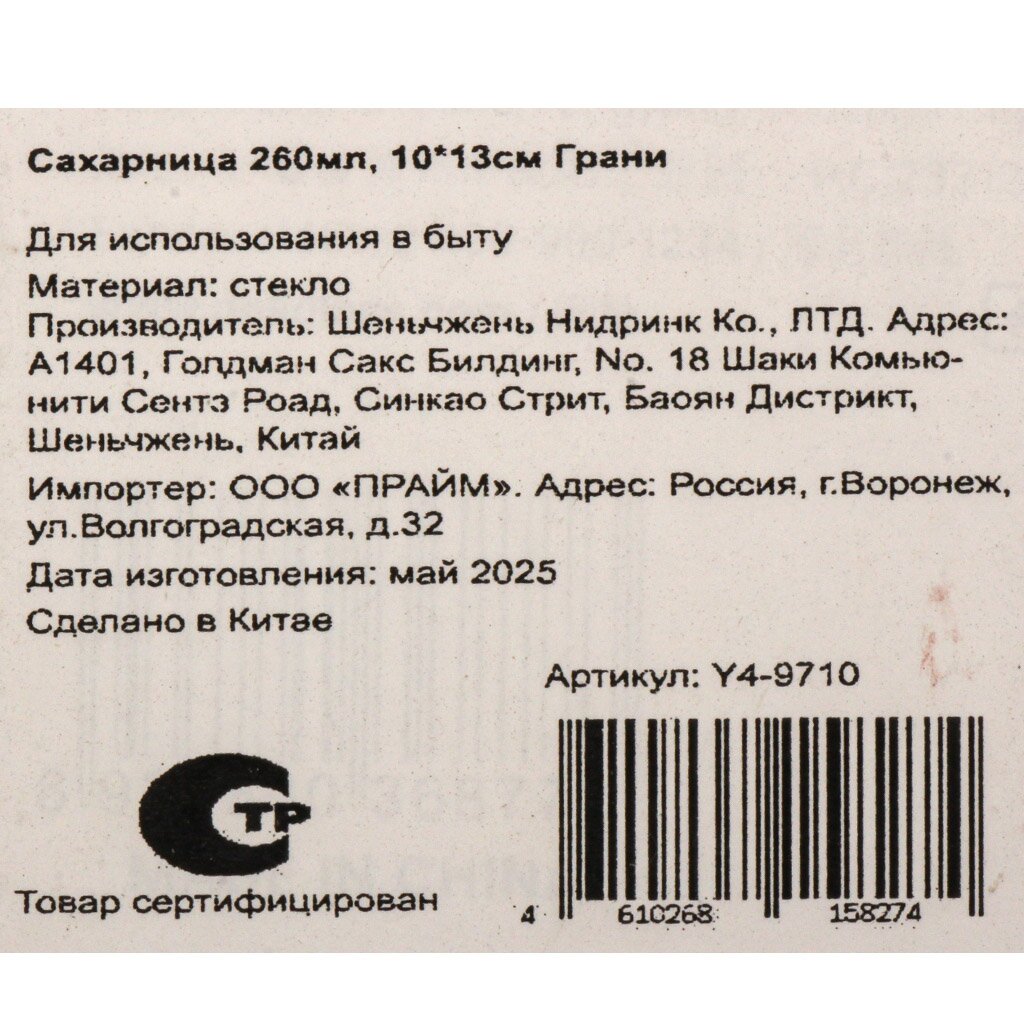 Сахарница 260мл, 10*13см Грани
Для использования в быту
Материал: стекло
Производитель: Шеньчжень Нидринк Ко., ЛТД. Адрес:
А1401, Голдман Сакс Билдинг, No. 18 Шаки Комью-
нити Сентз Роад, Синкао Стрит, Баоян Дистрикт,
Шеньчжень, Китай
Импортер: ООО «ПРАЙМ». Адрес: Россия, г.Воронеж,
ул.Волгоградская, д.32
Дата изготовления: май 2025
Сделано в Китае
Артикул: Y4-9710
СТР
Товар сертифицирован
4 610268 158274